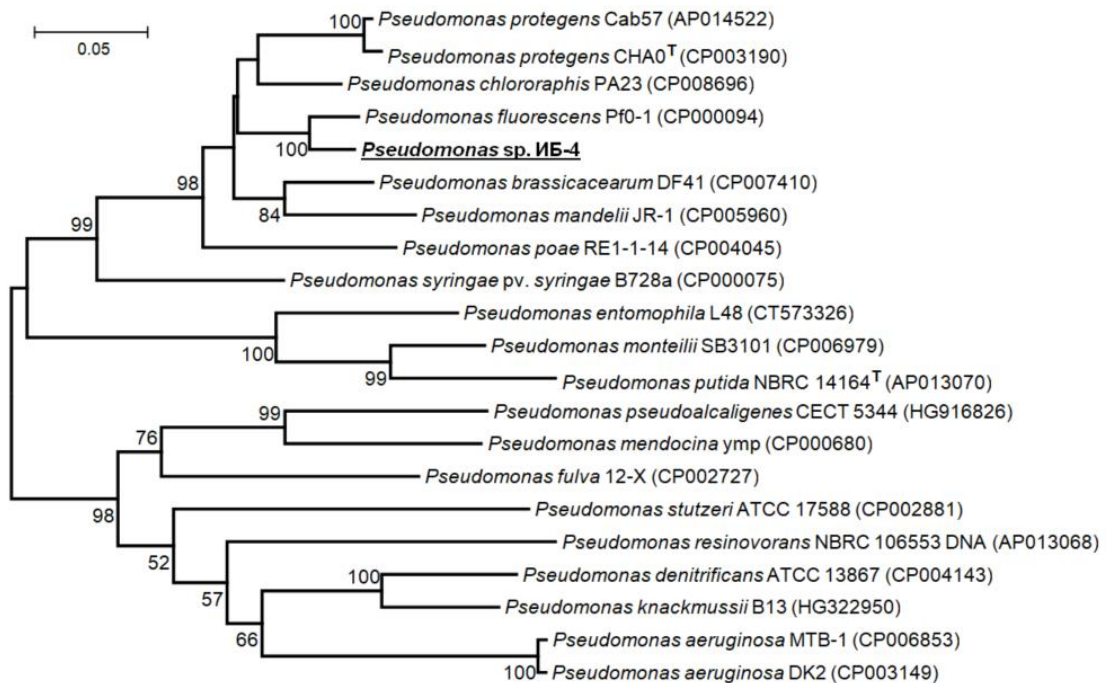 100 Pseudomonas protegens Cab57 (AP014522)
0.05
Pseudomonas protegens CHA0ᵀ (CP003190)
Pseudomonas chlororaphis PA23 (CP008696)
Pseudomonas fluorescens Pf0-1 (CP000094)
100 Pseudomonas sp. ИБ-4
98 Pseudomonas brassicacearum DF41 (CP007410)
84 Pseudomonas mandelii JR-1 (CP005960)
99 Pseudomonas poae RE1-1-14 (CP004045)
Pseudomonas syringae pv. syringae B728a (CP000075)
Pseudomonas entomophila L48 (CT573326)
100 Pseudomonas monteilii SB3101 (CP006979)
99 Pseudomonas putida NBRC 14164ᵀ (AP013070)
99 Pseudomonas pseudoalcaligenes CECT 5344 (HG916826)
76 Pseudomonas mendocina ymp (CP000680)
Pseudomonas fulva 12-X (CP002727)
98 Pseudomonas stutzeri ATCC 17588 (CP002881)
52 Pseudomonas resinovorans NBRC 106553 DNA (AP013068)
57 100 Pseudomonas denitrificans ATCC 13867 (CP004143)
Pseudomonas knackmussii B13 (HG322950)
66 Pseudomonas aeruginosa MTB-1 (CP006853)
100 Pseudomonas aeruginosa DK2 (CP003149)